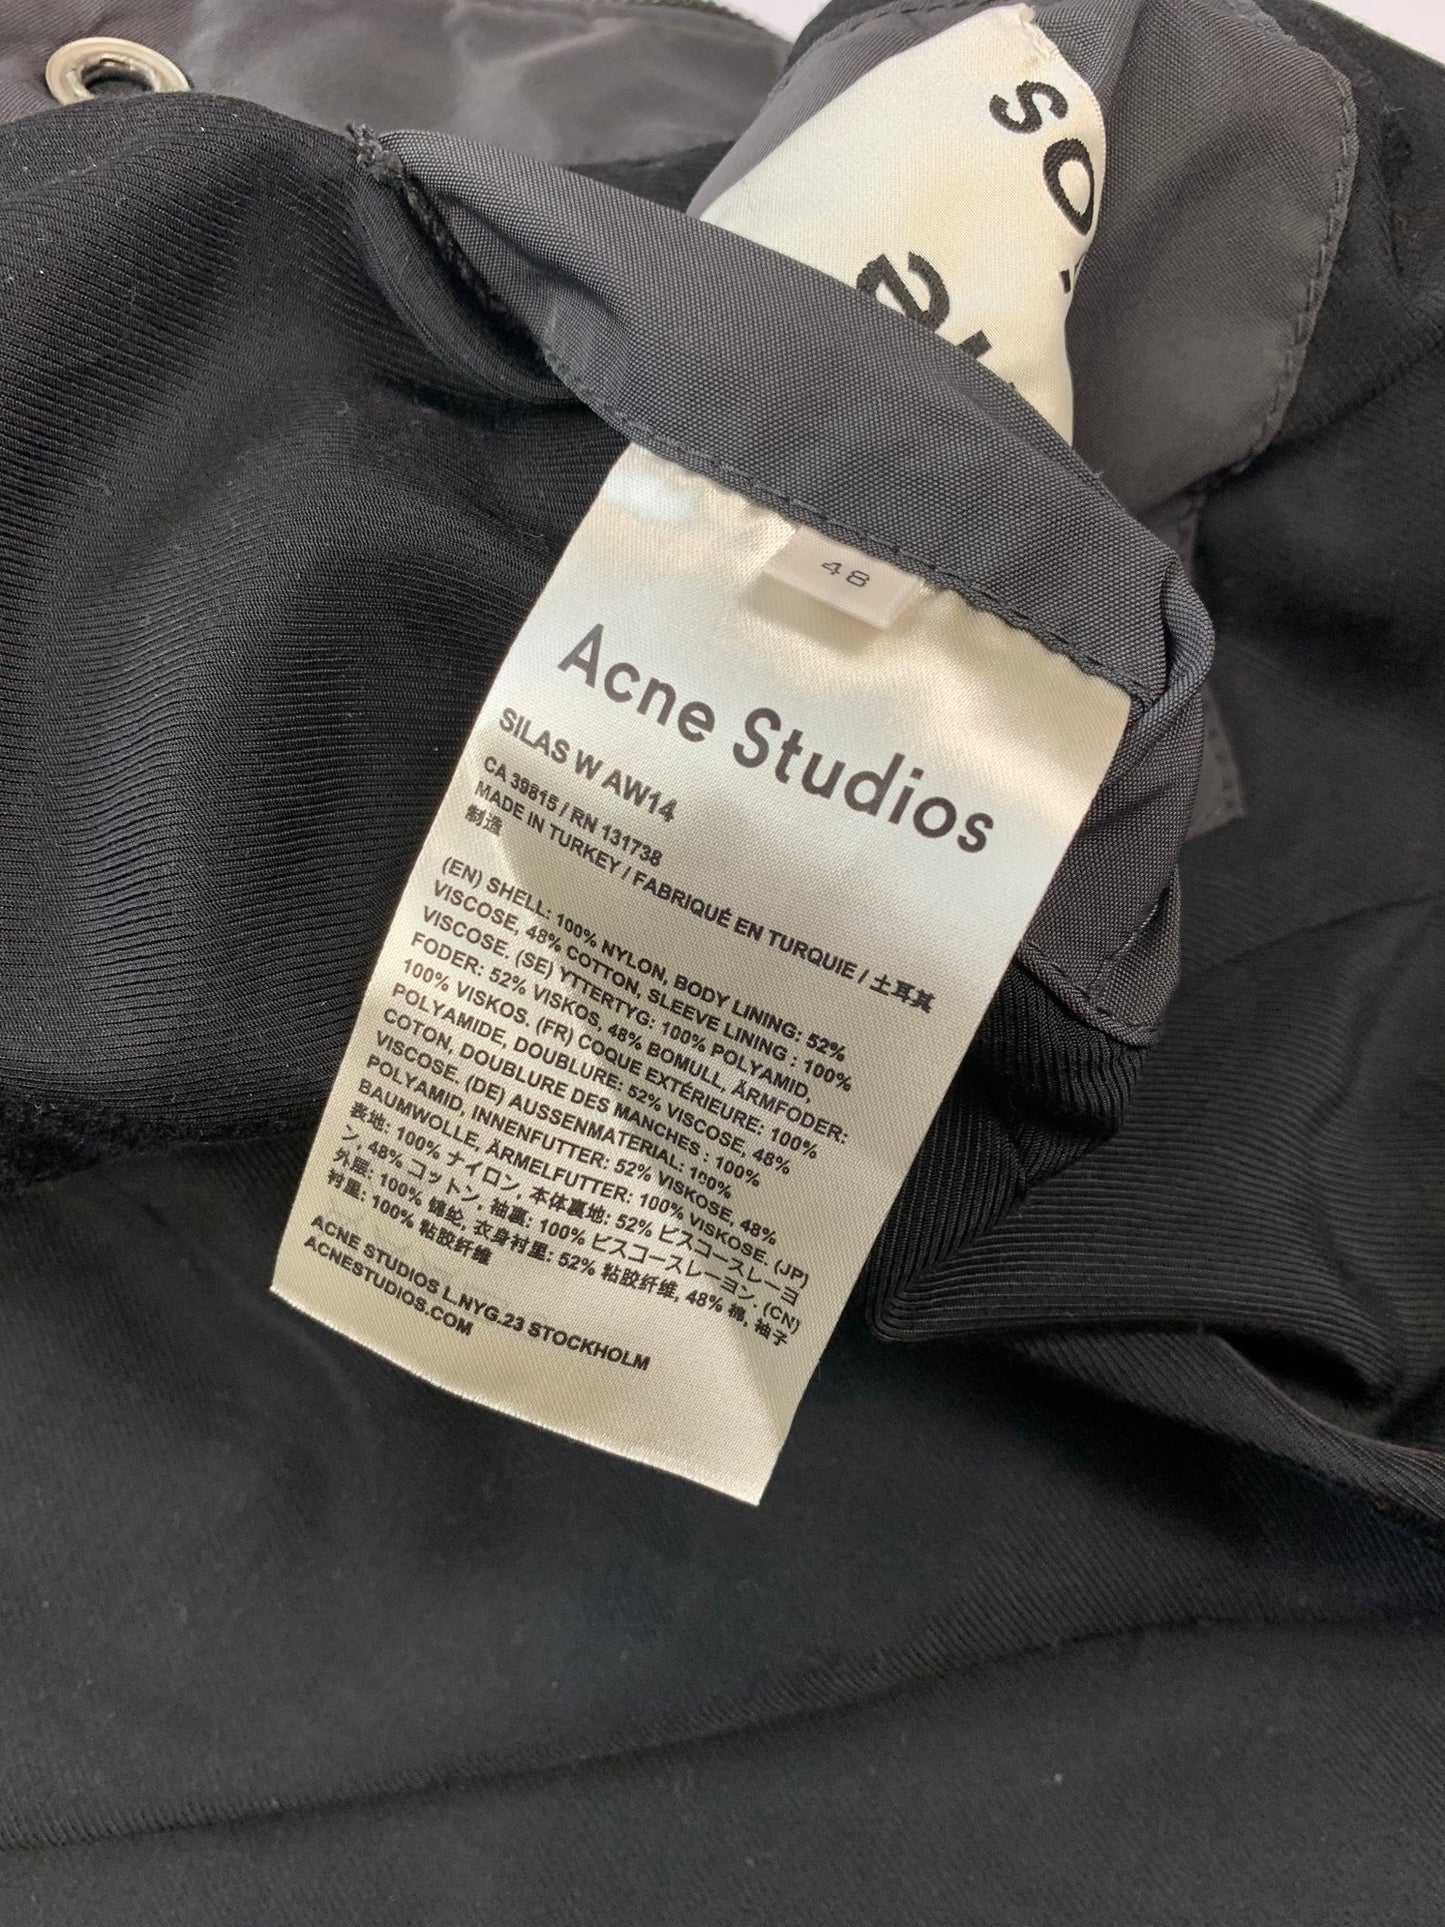 48
Acne Studios
SILAS W AW14
CA 39815 / RN 131738
MADE IN TURKEY / FABRIQUÉ EN TURQUIE / 土耳其
制造
(EN) SHELL: 100% NYLON, BODY LINING: 52%
VISCOSE, 48% COTTON, SLEEVE LINING : 100%
VISCOSE. (SE) YTTERTYG: 100% POLYAMID,
FODER: 52% VISKOS, 48% BOMULL, ÄRMFODER:
100% VISKOS. (FR) COQUE EXTÉRIEURE: 100%
POLYAMIDE, DOUBLURE: 52% VISCOSE, 48%
COTON, DOUBLURE DES MANCHES : 100%
VISCOSE. (DE) AUSSENMATERIAL: 100%
POLYAMID, INNENFUTTER: 52% VISKOSE, 48%
BAUMWOLLE, ÄRMELFUTTER: 100% VISKOSE. (JP)
表地: 100% ナイロン, 本体裏地: 52% ビスコースレーヨ
ン, 48% コットン, 袖裏: 100% ビスコースレーヨン. (CN)
外层: 100% 锦纶, 衣身衬里: 52% 粘胶纤维, 48% 棉, 袖子
衬里: 100% 粘胶纤维
ACNE STUDIOS L.NYG.23 STOCKHOLM
ACNESTUDIOS.COM